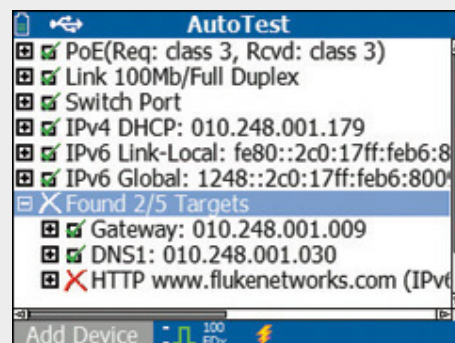 AutoTest
PoE(Req: class 3, Rcvd: class 3)
Link 100Mb/Full Duplex
Switch Port
IPv4 DHCP: 010.248.001.179
IPv6 Link-Local: fe80::2c0:17ff:feb6:8
IPv6 Global: 1248::2c0:17ff:feb6:800
Found 2/5 Targets
Gateway: 010.248.001.009
DNS1: 010.248.001.030
HTTP www.flukenetworks.com (IPv6
Add Device
100
FDx